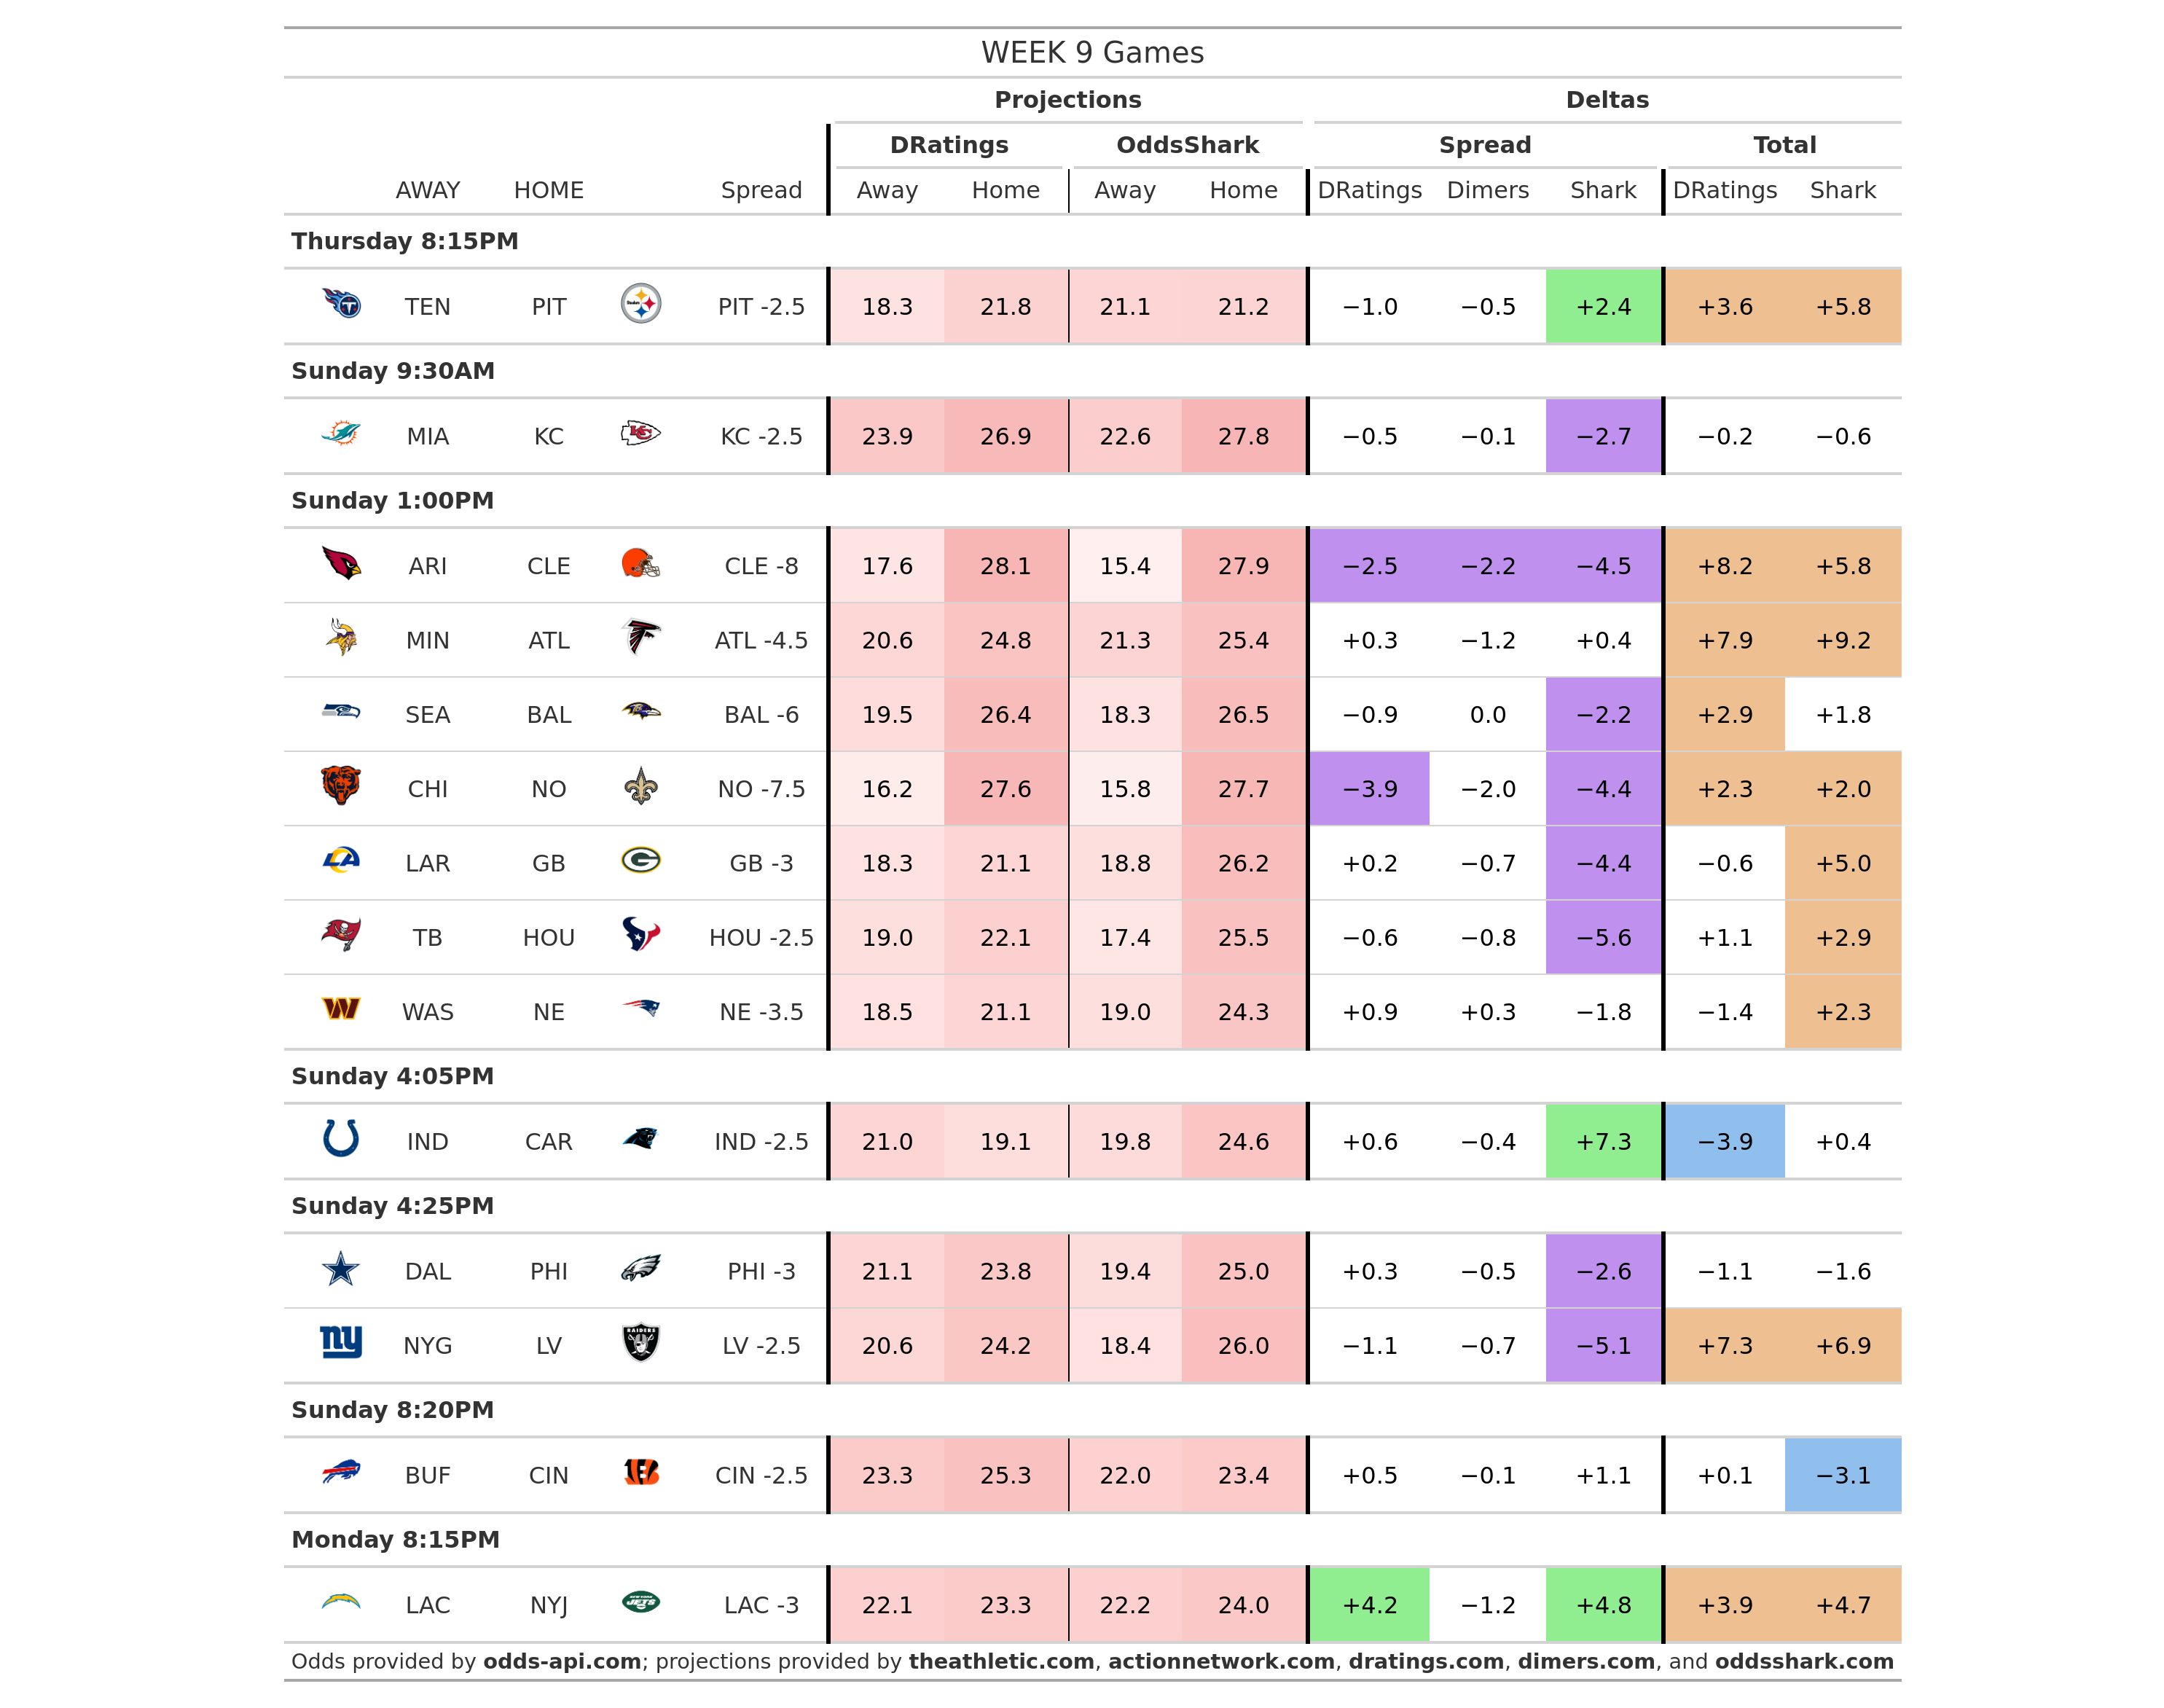 WEEK 9 Games
Projections Deltas
DRatings OddsShark Spread Total
AWAY HOME Spread Away Home Away Home DRatings Dimers Shark DRatings Shark
Thursday 8:15PM
TEN PIT PIT -2.5 18.3 21.8 21.1 21.2 −1.0 −0.5 +2.4 +3.6 +5.8
Sunday 9:30AM
MIA KC KC -2.5 23.9 26.9 22.6 27.8 −0.5 −0.1 −2.7 −0.2 −0.6
Sunday 1:00PM
ARI CLE CLE -8 17.6 28.1 15.4 27.9 −2.5 −2.2 −4.5 +8.2 +5.8
MIN ATL ATL -4.5 20.6 24.8 21.3 25.4 +0.3 −1.2 +0.4 +7.9 +9.2
SEA BAL BAL -6 19.5 26.4 18.3 26.5 −0.9 0.0 −2.2 +2.9 +1.8
CHI NO NO -7.5 16.2 27.6 15.8 27.7 −3.9 −2.0 −4.4 +2.3 +2.0
LAR GB GB -3 18.3 21.1 18.8 26.2 +0.2 −0.7 −4.4 −0.6 +5.0
TB HOU HOU -2.5 19.0 22.1 17.4 25.5 −0.6 −0.8 −5.6 +1.1 +2.9
WAS NE NE -3.5 18.5 21.1 19.0 24.3 +0.9 +0.3 −1.8 −1.4 +2.3
Sunday 4:05PM
IND CAR IND -2.5 21.0 19.1 19.8 24.6 +0.6 −0.4 +7.3 −3.9 +0.4
Sunday 4:25PM
DAL PHI PHI -3 21.1 23.8 19.4 25.0 +0.3 −0.5 −2.6 −1.1 −1.6
NYG LV LV -2.5 20.6 24.2 18.4 26.0 −1.1 −0.7 −5.1 +7.3 +6.9
Sunday 8:20PM
BUF CIN CIN -2.5 23.3 25.3 22.0 23.4 +0.5 −0.1 +1.1 +0.1 −3.1
Monday 8:15PM
LAC NYJ LAC -3 22.1 23.3 22.2 24.0 +4.2 −1.2 +4.8 +3.9 +4.7
Odds provided by odds-api.com; projections provided by theathletic.com, actionnetwork.com, dratings.com, dimers.com, and oddsshark.com